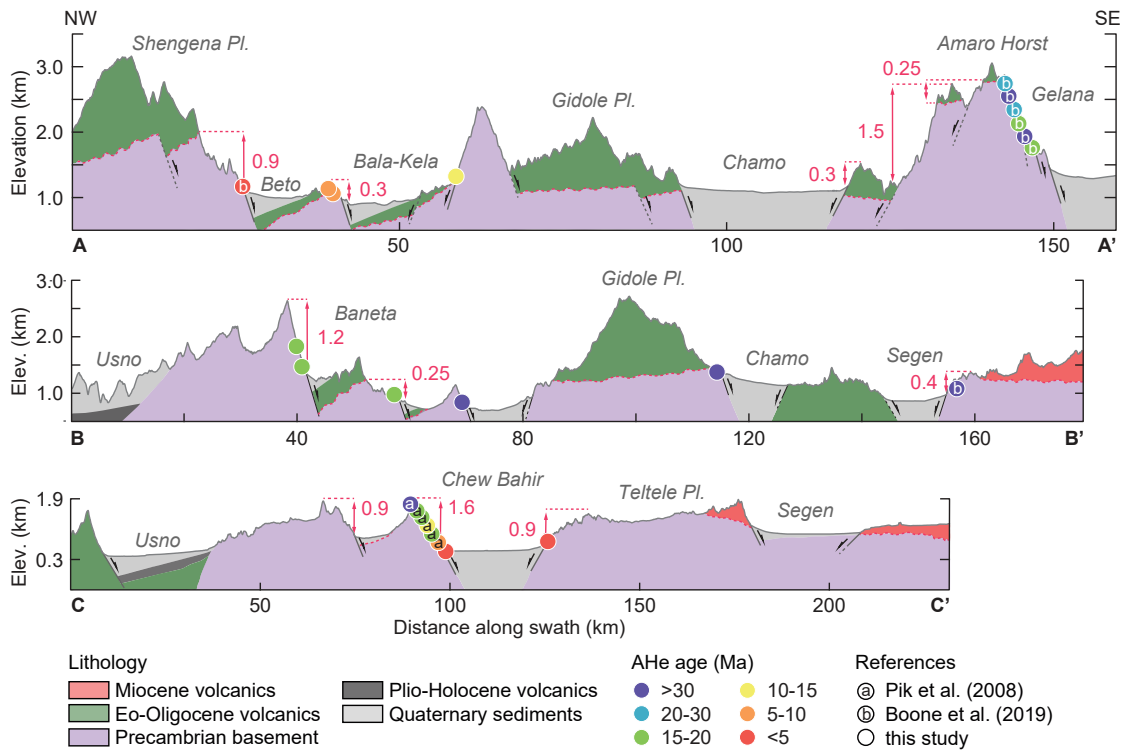 NW
SE
Shengena Pl.
Amaro Horst
Gidole Pl.
Gelana
Bala-Kela
Beto
Chamo
Elevation (km)
3.0
2.0
1.0
0.9
0.3
0.3
1.5
0.25
b
b
b
b
b
b
b
A
50
100
150
A'
Gidole Pl.
Baneta
Usno
Chamo
Segen
Elev. (km)
3.0
2.0
1.0
1.2
0.25
0.4
b
B
40
80
120
160
B'
Chew Bahir
Teltele Pl.
Usno
Segen
Elev. (km)
1.9
0.3
0.9
1.6
0.9
a
a
a
a
a
a
a
C
50
100
150
200
C'
Distance along swath (km)
Lithology
Miocene volcanics
Eo-Oligocene volcanics
Precambrian basement
Plio-Holocene volcanics
Quaternary sediments
AHe age (Ma)
>30
20-30
15-20
10-15
5-10
<5
References
a Pik et al. (2008)
b Boone et al. (2019)
this study